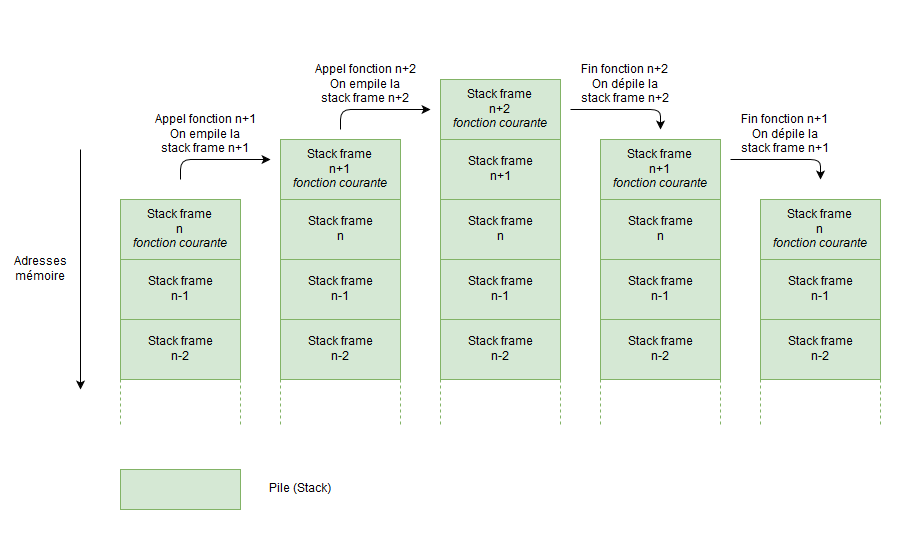 Appel fonction n+1
On empile la
stack frame n+1
Appel fonction n+2
On empile la
stack frame n+2
Fin fonction n+2
On dépile la
stack frame n+2
Fin fonction n+1
On dépile la
stack frame n+1
Adresses
mémoire
Stack frame
n
fonction courante
Stack frame
n-1
Stack frame
n-2
Stack frame
n+1
fonction courante
Stack frame
n
Stack frame
n-1
Stack frame
n-2
Stack frame
n+2
fonction courante
Stack frame
n+1
Stack frame
n
Stack frame
n-1
Stack frame
n-2
Stack frame
n+1
fonction courante
Stack frame
n
Stack frame
n-1
Stack frame
n-2
Stack frame
n
fonction courante
Stack frame
n-1
Stack frame
n-2
Pile (Stack)